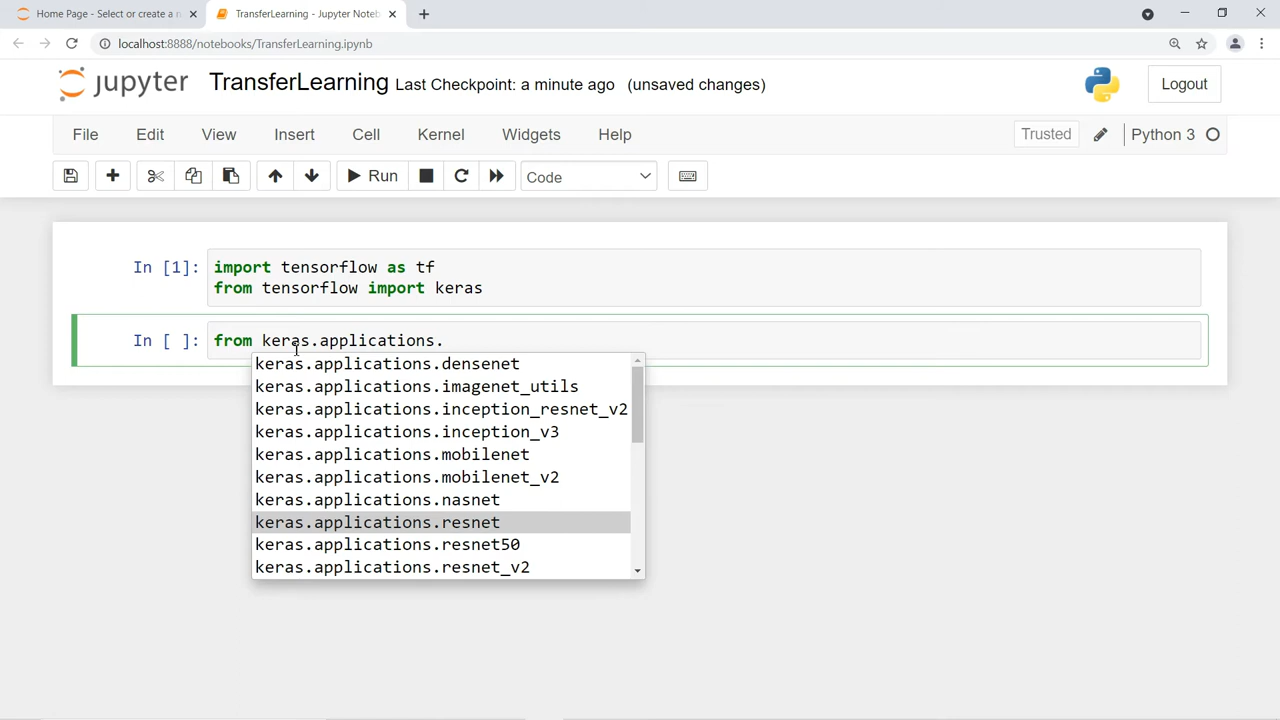 Home Page - Select or create a n
TransferLearning - Jupyter Noteb
localhost:8888/notebooks/TransferLearning.ipynb
jupyter TransferLearning Last Checkpoint: a minute ago (unsaved changes) Logout
File Edit View Insert Cell Kernel Widgets Help Trusted Python 3
Run Code
In [1]: import tensorflow as tf
from tensorflow import keras
In [ ]: from keras.applications.
keras.applications.densenet
keras.applications.imagenet_utils
keras.applications.inception_resnet_v2
keras.applications.inception_v3
keras.applications.mobilenet
keras.applications.mobilenet_v2
keras.applications.nasnet
keras.applications.resnet
keras.applications.resnet50
keras.applications.resnet_v2